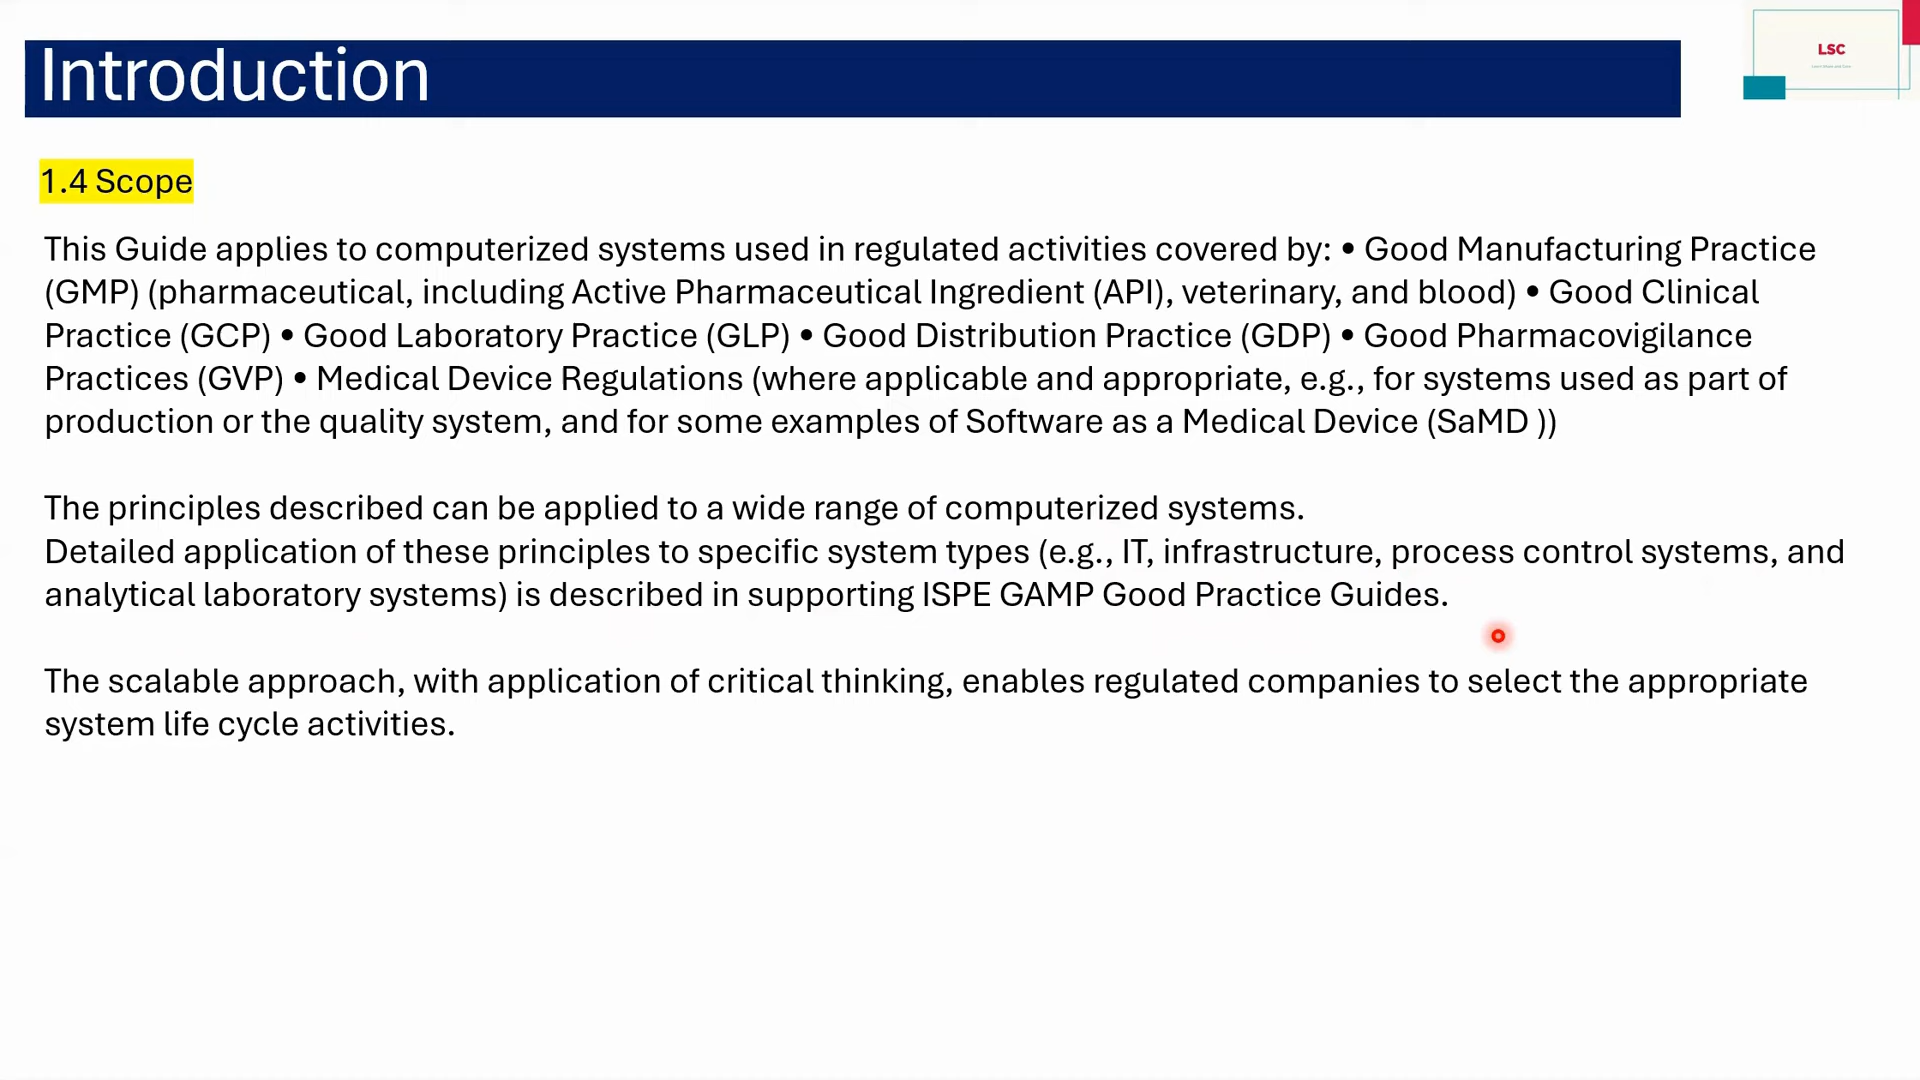 Introduction
LSC
1.4 Scope
This Guide applies to computerized systems used in regulated activities covered by: • Good Manufacturing Practice
(GMP) (pharmaceutical, including Active Pharmaceutical Ingredient (API), veterinary, and blood) • Good Clinical
Practice (GCP) • Good Laboratory Practice (GLP) • Good Distribution Practice (GDP) • Good Pharmacovigilance
Practices (GVP) • Medical Device Regulations (where applicable and appropriate, e.g., for systems used as part of
production or the quality system, and for some examples of Software as a Medical Device (SaMD ))
The principles described can be applied to a wide range of computerized systems.
Detailed application of these principles to specific system types (e.g., IT, infrastructure, process control systems, and
analytical laboratory systems) is described in supporting ISPE GAMP Good Practice Guides.
The scalable approach, with application of critical thinking, enables regulated companies to select the appropriate
system life cycle activities.